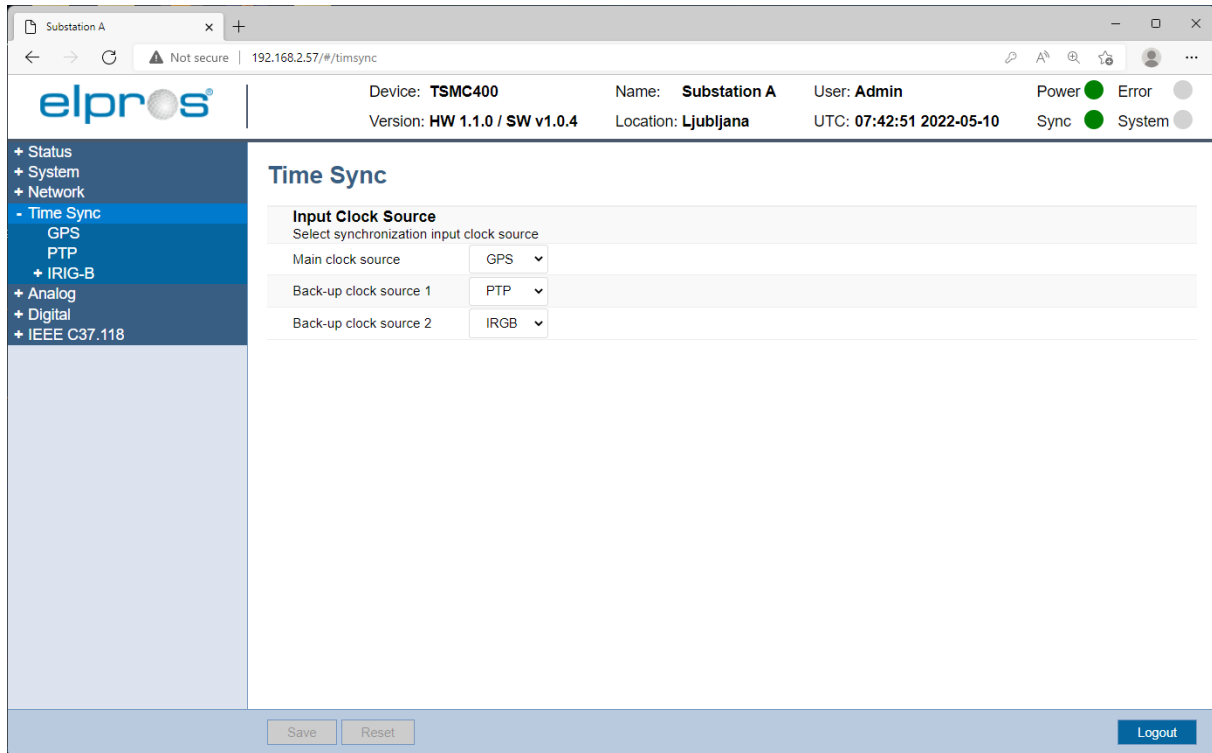 Substation A
Not secure
192.168.2.57/#/timsync
elpros
Device: TSMC400
Name: Substation A
User: Admin
Power
Error
Version: HW 1.1.0 / SW v1.0.4
Location: Ljubljana
UTC: 07:42:51 2022-05-10
Sync
System
+ Status
+ System
+ Network
- Time Sync
GPS
PTP
+ IRIG-B
+ Analog
+ Digital
+ IEEE C37.118
Time Sync
Input Clock Source
Select synchronization input clock source
Main clock source GPS
Back-up clock source 1 PTP
Back-up clock source 2 IRGB
Save
Reset
Logout